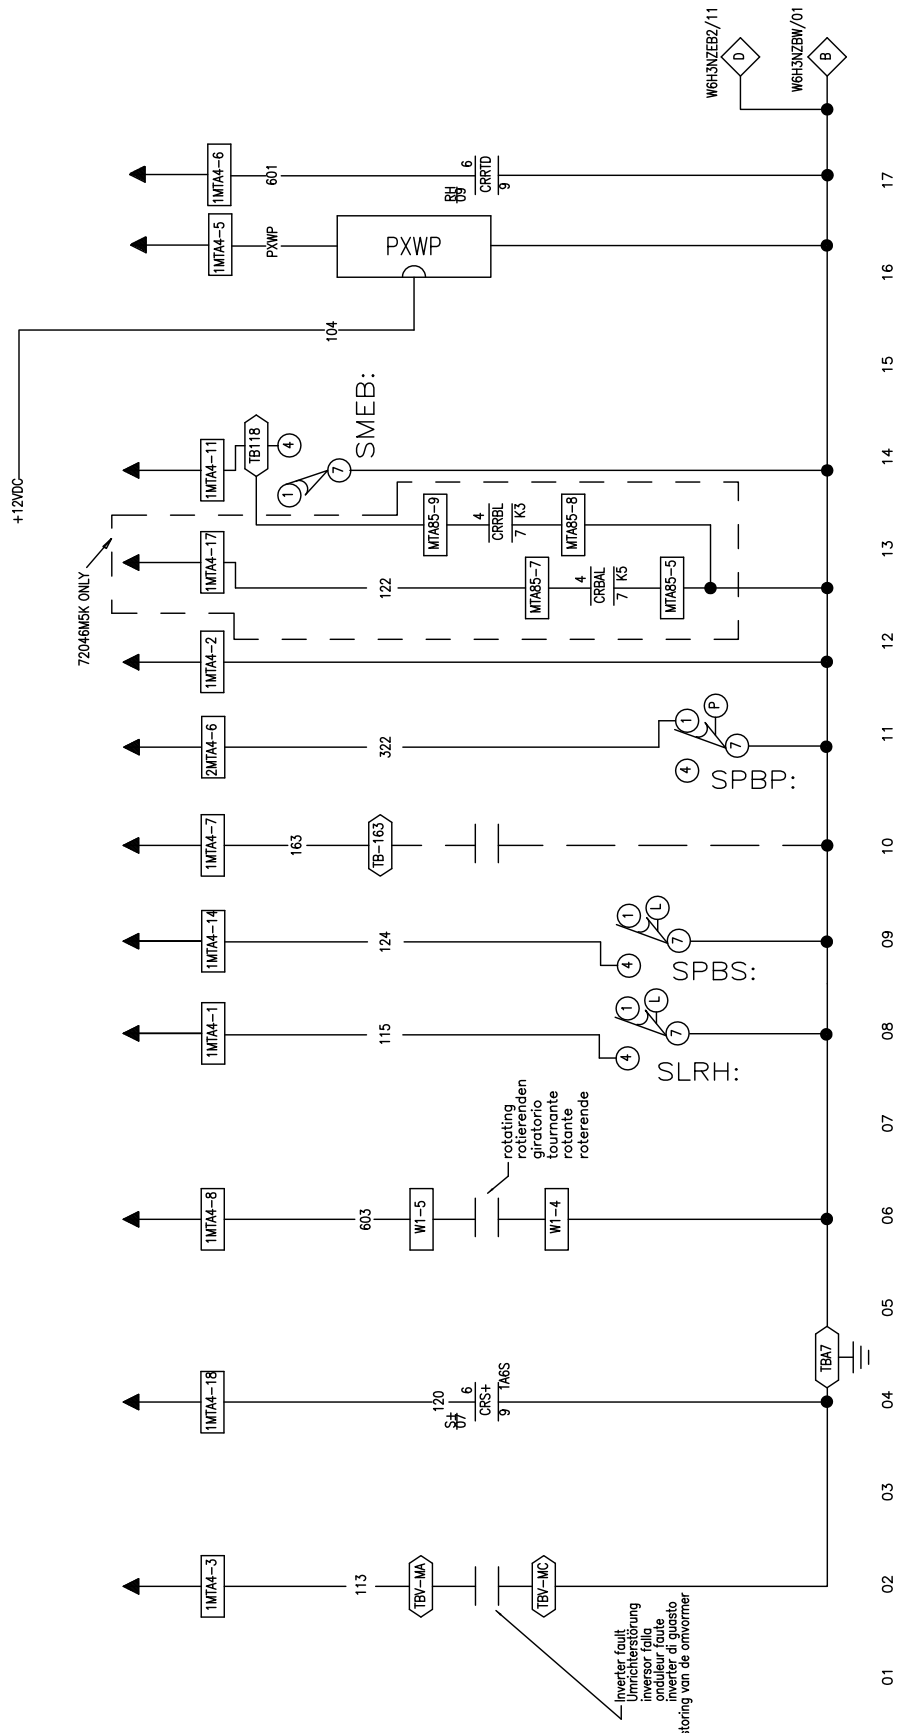 W6H3NZEB2/11
D
W6H3NZBW/01
B
17
1MTA4-6
601
RH
09
6
CRRTD
9
16
1MTA4-5
PXWP
PXWP
104
+12VDC
15
14
1MTA4-11
TB118
4
1
7
SMEB:
13
72046M5K ONLY
1MTA4-17
122
MTA85-9
4
CRRBL
7
K3
MTA85-8
MTA85-7
4
CRBAL
7
K5
MTA85-5
12
1MTA4-2
11
2MTA4-6
322
1
P
4
7
SPBP:
10
1MTA4-7
163
TB-163
09
1MTA4-14
124
1
L
4
7
SPBS:
08
1MTA4-1
115
1
L
4
7
SLRH:
07
rotating
rotierenden
giratorio
tournante
rotante
roterende
06
1MTA4-8
603
W1-5
W1-4
05
TBA7
04
1MTA4-18
120
S+
07
6
CRS+
9
1A6S
03
02
1MTA4-3
113
TBV-MA
TBV-MC
01
Inverter fault
Umrichterstörung
inversor falla
onduleur faute
inverter di guasto
storing van de omvormer